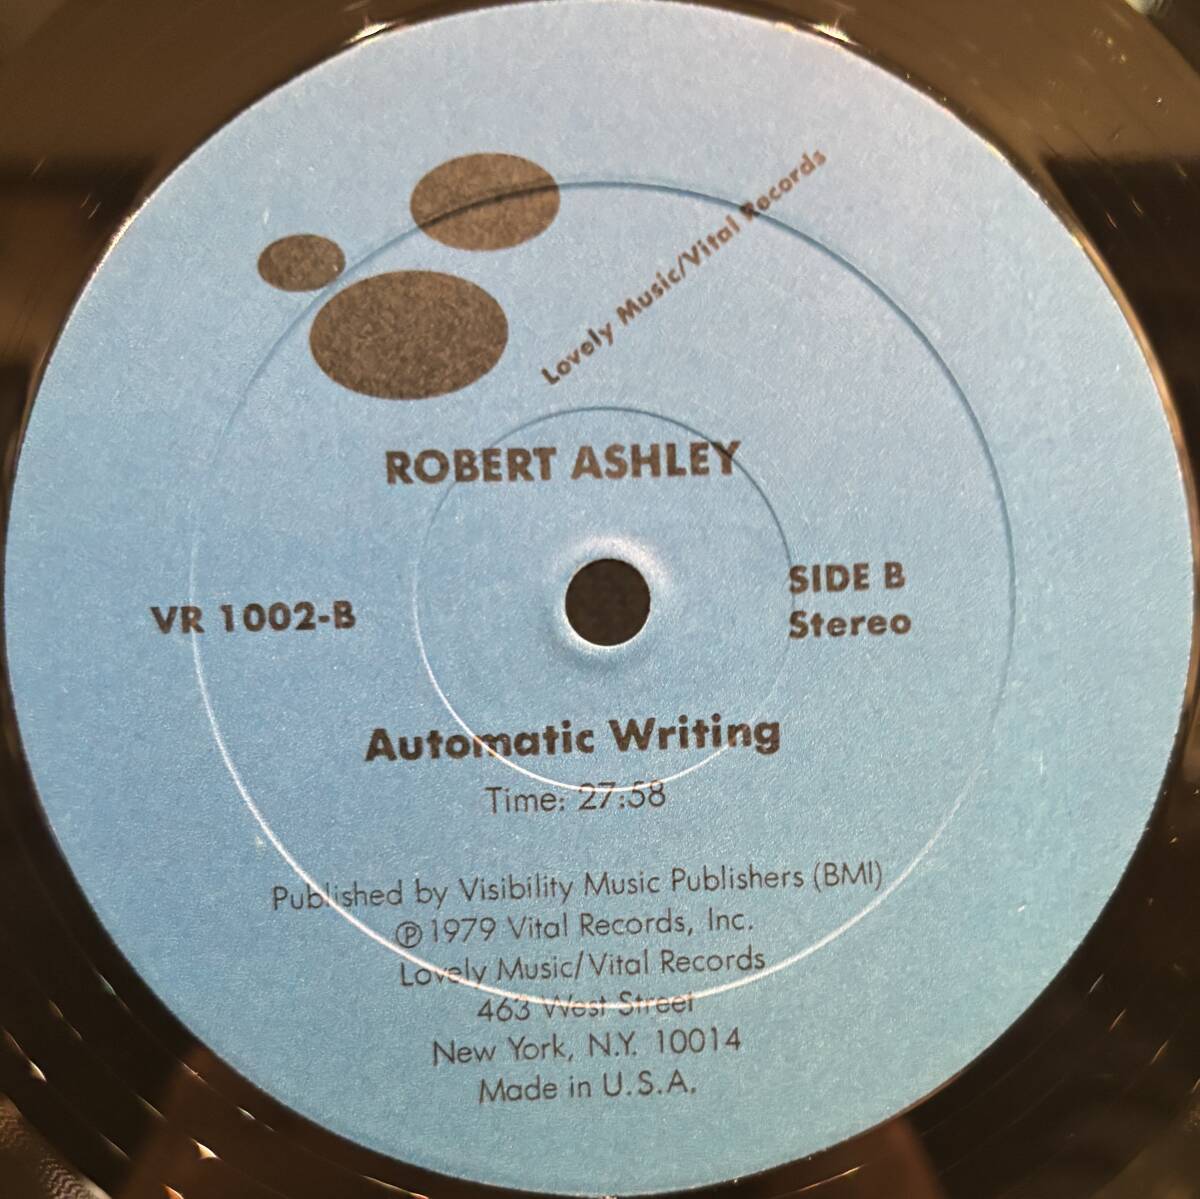 Lovely Music/Vital Records
ROBERT ASHLEY
VR 1002-B
SIDE B
Stereo
Automatic Writing
Time: 27:58
Published by Visibility Music Publishers (BMI)
℗ 1979 Vital Records, Inc.
Lovely Music/Vital Records
463 West Street
New York, N.Y. 10014
Made in U.S.A.